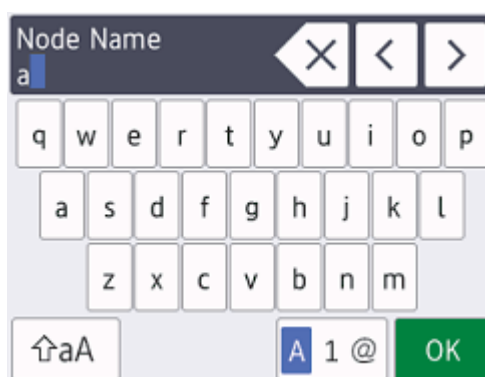 Node Name
a
q w e r t y u i o p
a s d f g h j k l
z x c v b n m
aA A 1 @ OK